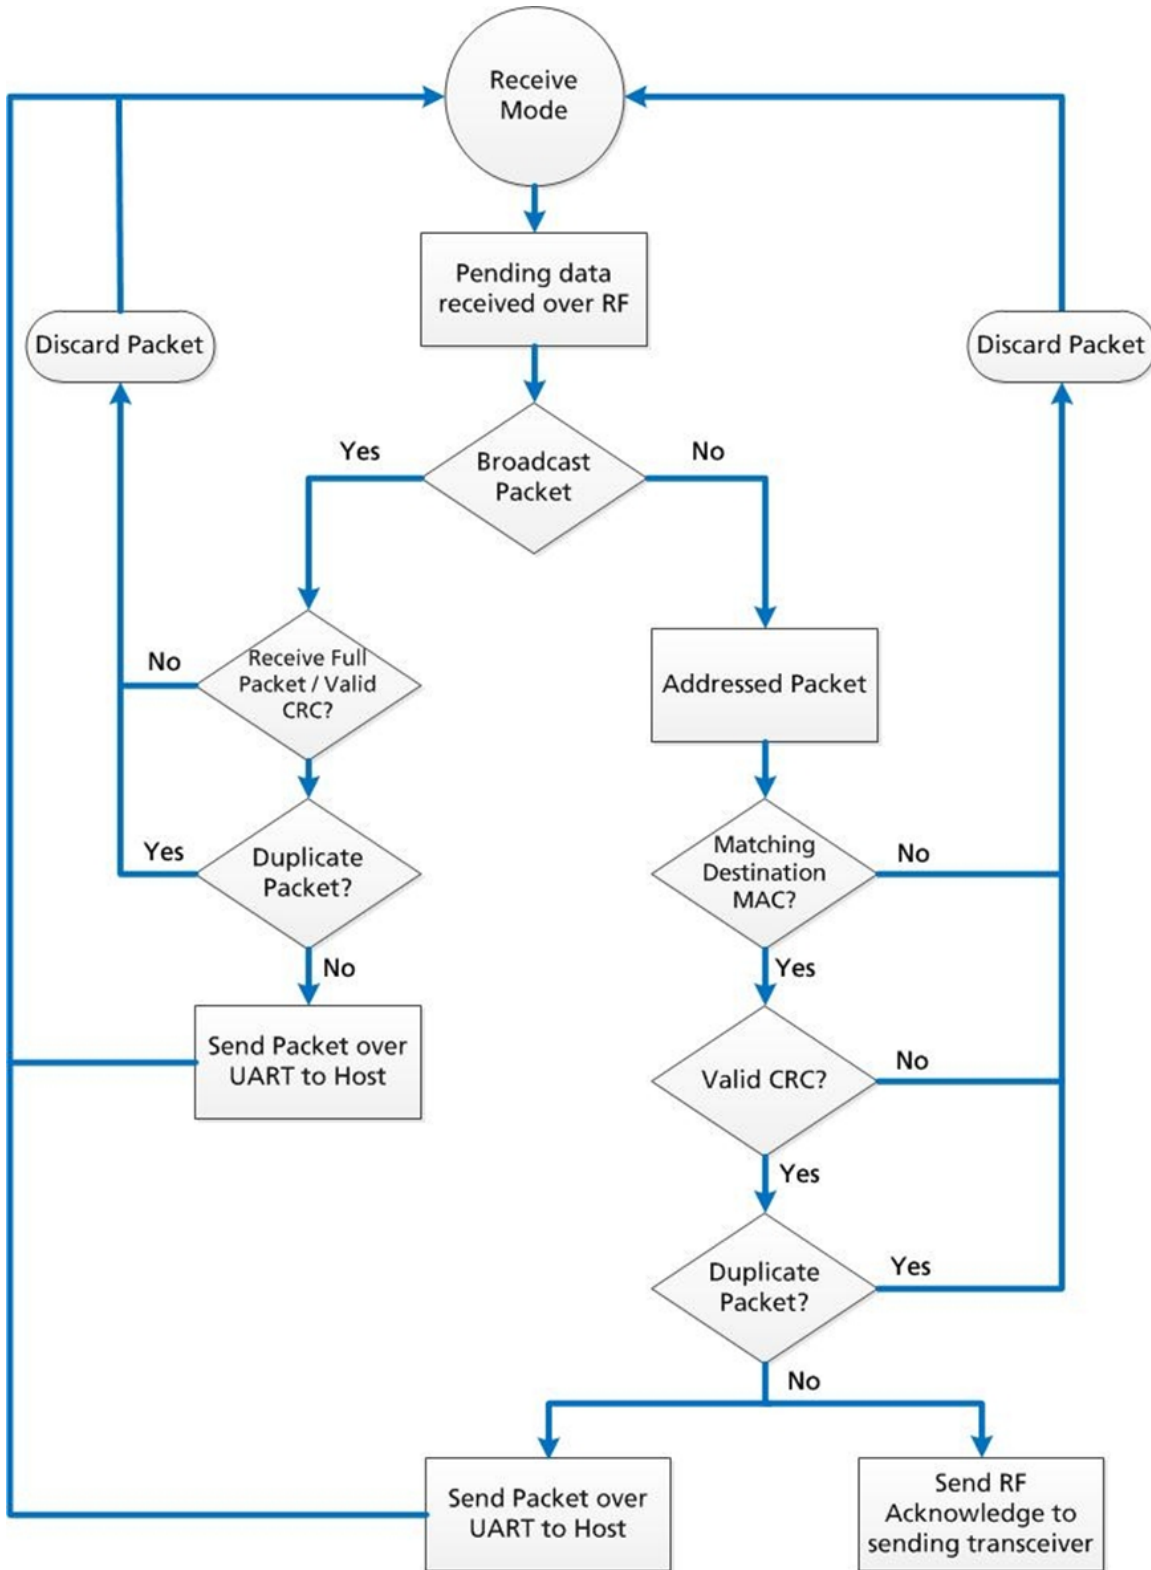 Receive
Mode
Pending data
received over RF
Discard Packet
Discard Packet
Yes
Broadcast
Packet
No
No
Receive Full
Packet / Valid
CRC?
Addressed Packet
Yes
Duplicate
Packet?
Matching
Destination
MAC?
No
No
Yes
Send Packet over
UART to Host
Valid CRC?
No
Yes
Duplicate
Packet?
Yes
No
Send Packet over
UART to Host
Send RF
Acknowledge to
sending transceiver